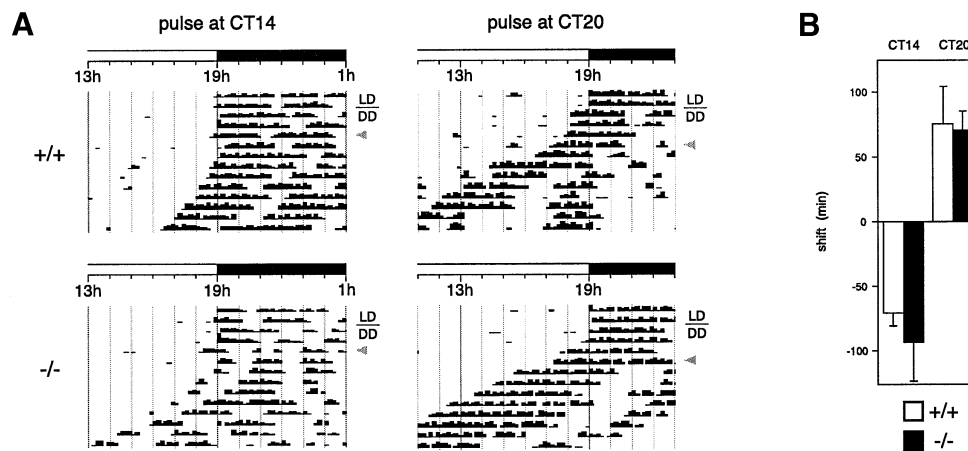 A
pulse at CT14
pulse at CT20
13h 19h 1h
13h 19h
+/+
LD
DD
LD
DD
13h 19h 1h
13h 19h
-/-
LD
DD
LD
DD
B
CT14 CT20
shift (min)
100
50
0
-50
-100
+/+
-/-